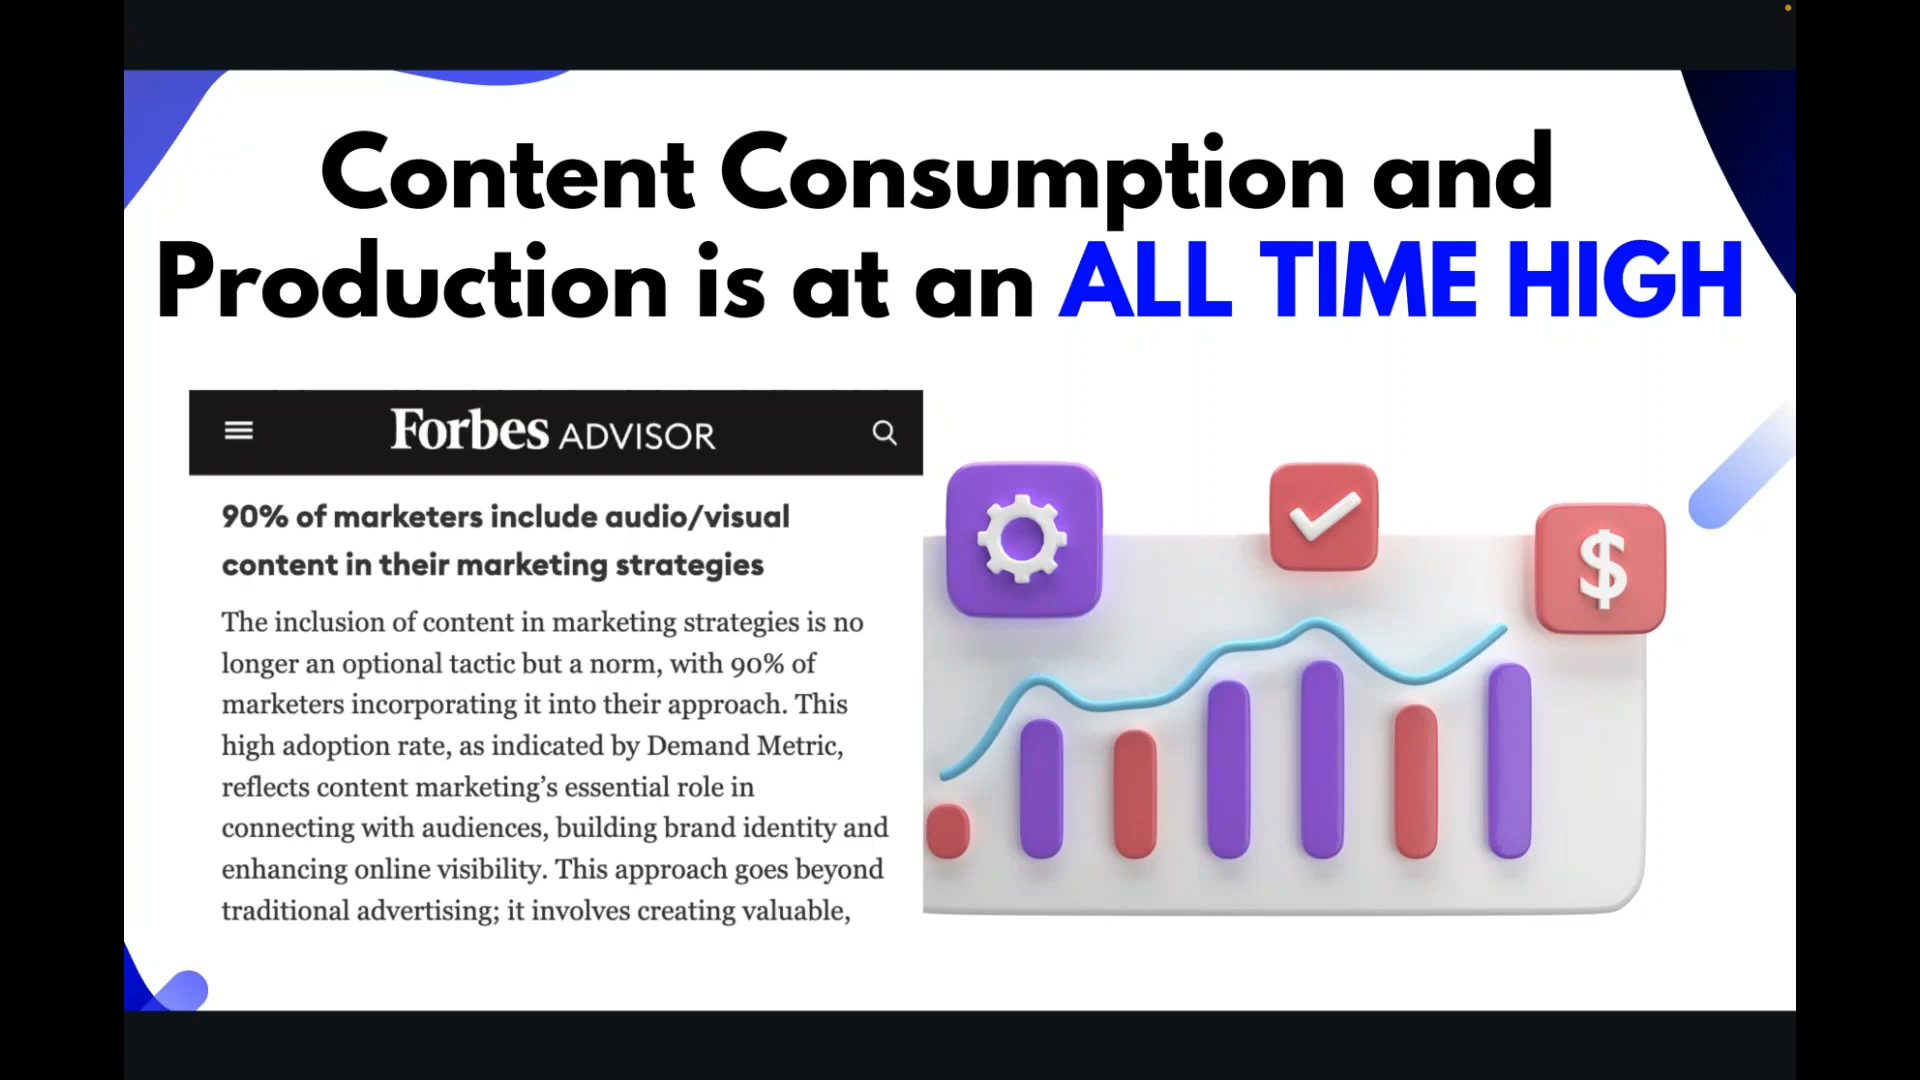 Content Consumption and
Production is at an ALL TIME HIGH
Forbes ADVISOR
90% of marketers include audio/visual
content in their marketing strategies
The inclusion of content in marketing strategies is no
longer an optional tactic but a norm, with 90% of
marketers incorporating it into their approach. This
high adoption rate, as indicated by Demand Metric,
reflects content marketing’s essential role in
connecting with audiences, building brand identity and
enhancing online visibility. This approach goes beyond
traditional advertising; it involves creating valuable,
$